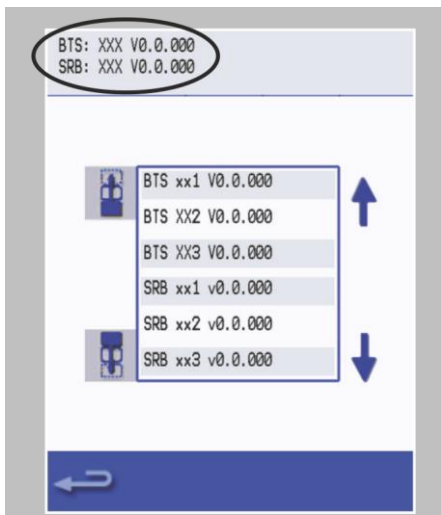 BTS: XXX V0.0.000
SRB: XXX V0.0.000
BTS xx1 V0.0.000
BTS XX2 V0.0.000
BTS XX3 V0.0.000
SRB xx1 v0.0.000
SRB xx2 v0.0.000
SRB xx3 v0.0.000